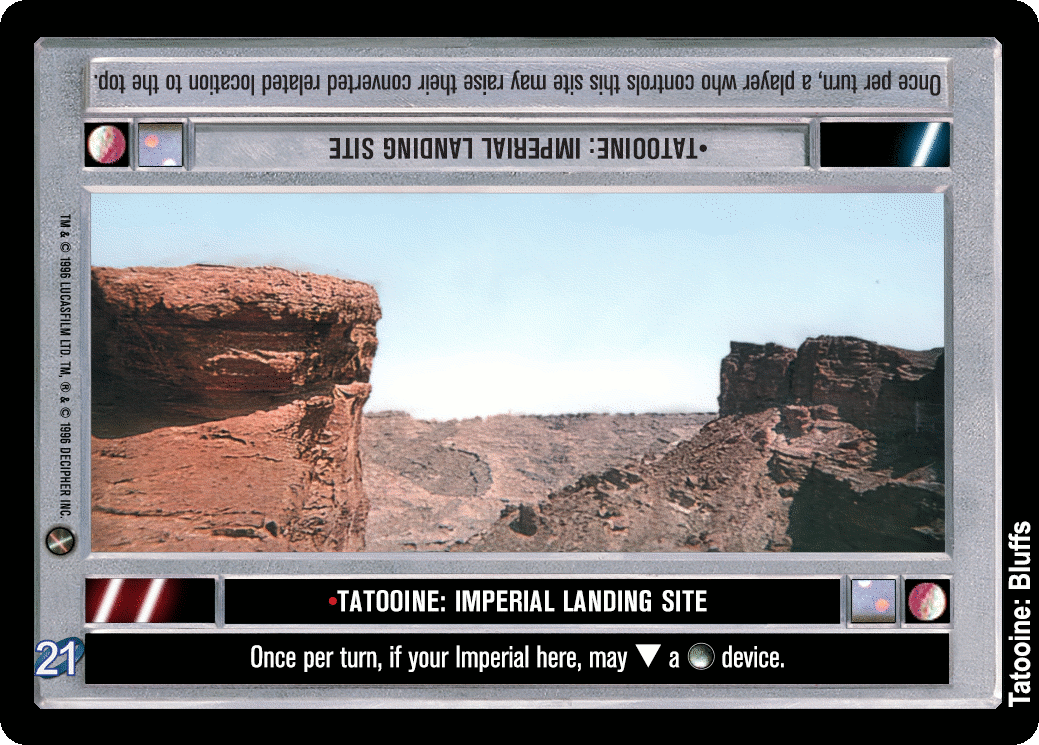 Once per turn, a player who controls this site may raise their converted related location to the top.
•TATOOINE: IMPERIAL LANDING SITE
TM & © 1996 LUCASFILM LTD. TM, ® & © 1996 DECIPHER INC.
•TATOOINE: IMPERIAL LANDING SITE
21
Once per turn, if your Imperial here, may ▼ a device.
Tatooine: Bluffs